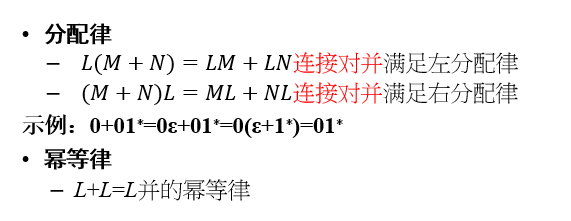 • 分配律
– L(M + N) = LM + LN连接对并满足左分配律
– (M + N)L = ML + NL连接对并满足右分配律
示例：0+01*=0ε+01*=0(ε+1*)=01*
• 幂等律
– L+L=L并的幂等律